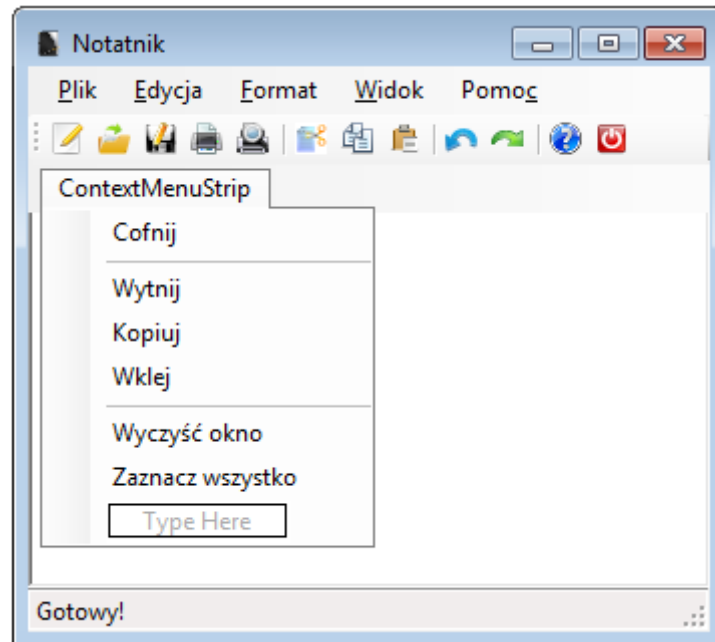 Notatnik
Plik Edycja Format Widok Pomoc
ContextMenuStrip
Cofnij
Wytnij
Kopiuj
Wklej
Wyczyść okno
Zaznacz wszystko
Type Here
Gotowy!